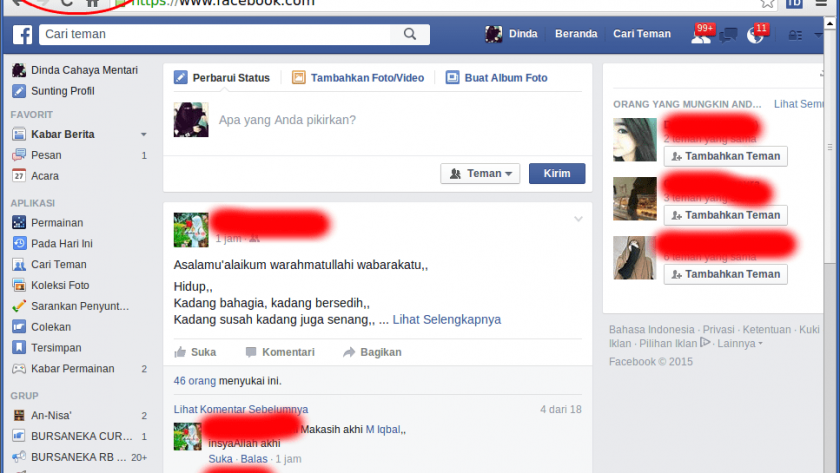 https://www.facebook.com
Cari teman
Dinda
Beranda
Cari Teman
99+
11
Dinda Cahaya Mentari
Sunting Profil
FAVORIT
Kabar Berita
Pesan 1
Acara
APLIKASI
Permainan
Pada Hari Ini
Cari Teman
Koleksi Foto
Sarankan Penyunt...
Colekan
Tersimpan
Kabar Permainan 2
GRUP
An-Nisa' 2
BURSANEKA CUR... 1
BURSANEKA RB ... 20+
Perbarui Status
Tambahkan Foto/Video
Buat Album Foto
Apa yang Anda pikirkan?
Teman
Kirim
1 jam ·
Asalamu'alaikum warahmatullahi wabarakatu,,
Hidup,,
Kadang bahagia, kadang bersedih,,
Kadang susah kadang juga senang,, ... Lihat Selengkapnya
Suka
Komentari
Bagikan
46 orang menyukai ini.
Lihat Komentar Sebelumnya
4 dari 18
Makasih akhi M Iqbal,,
InsyaAllah akhi
Suka · Balas · 1 jam
ORANG YANG MUNGKIN AND...
Lihat Semu
2 teman yang sama
Tambahkan Teman
3 teman yang sama
Tambahkan Teman
teman yang sama
Tambahkan Teman
Bahasa Indonesia · Privasi · Ketentuan · Kuki
Iklan · Pilihan Iklan · Lainnya
Facebook © 2015